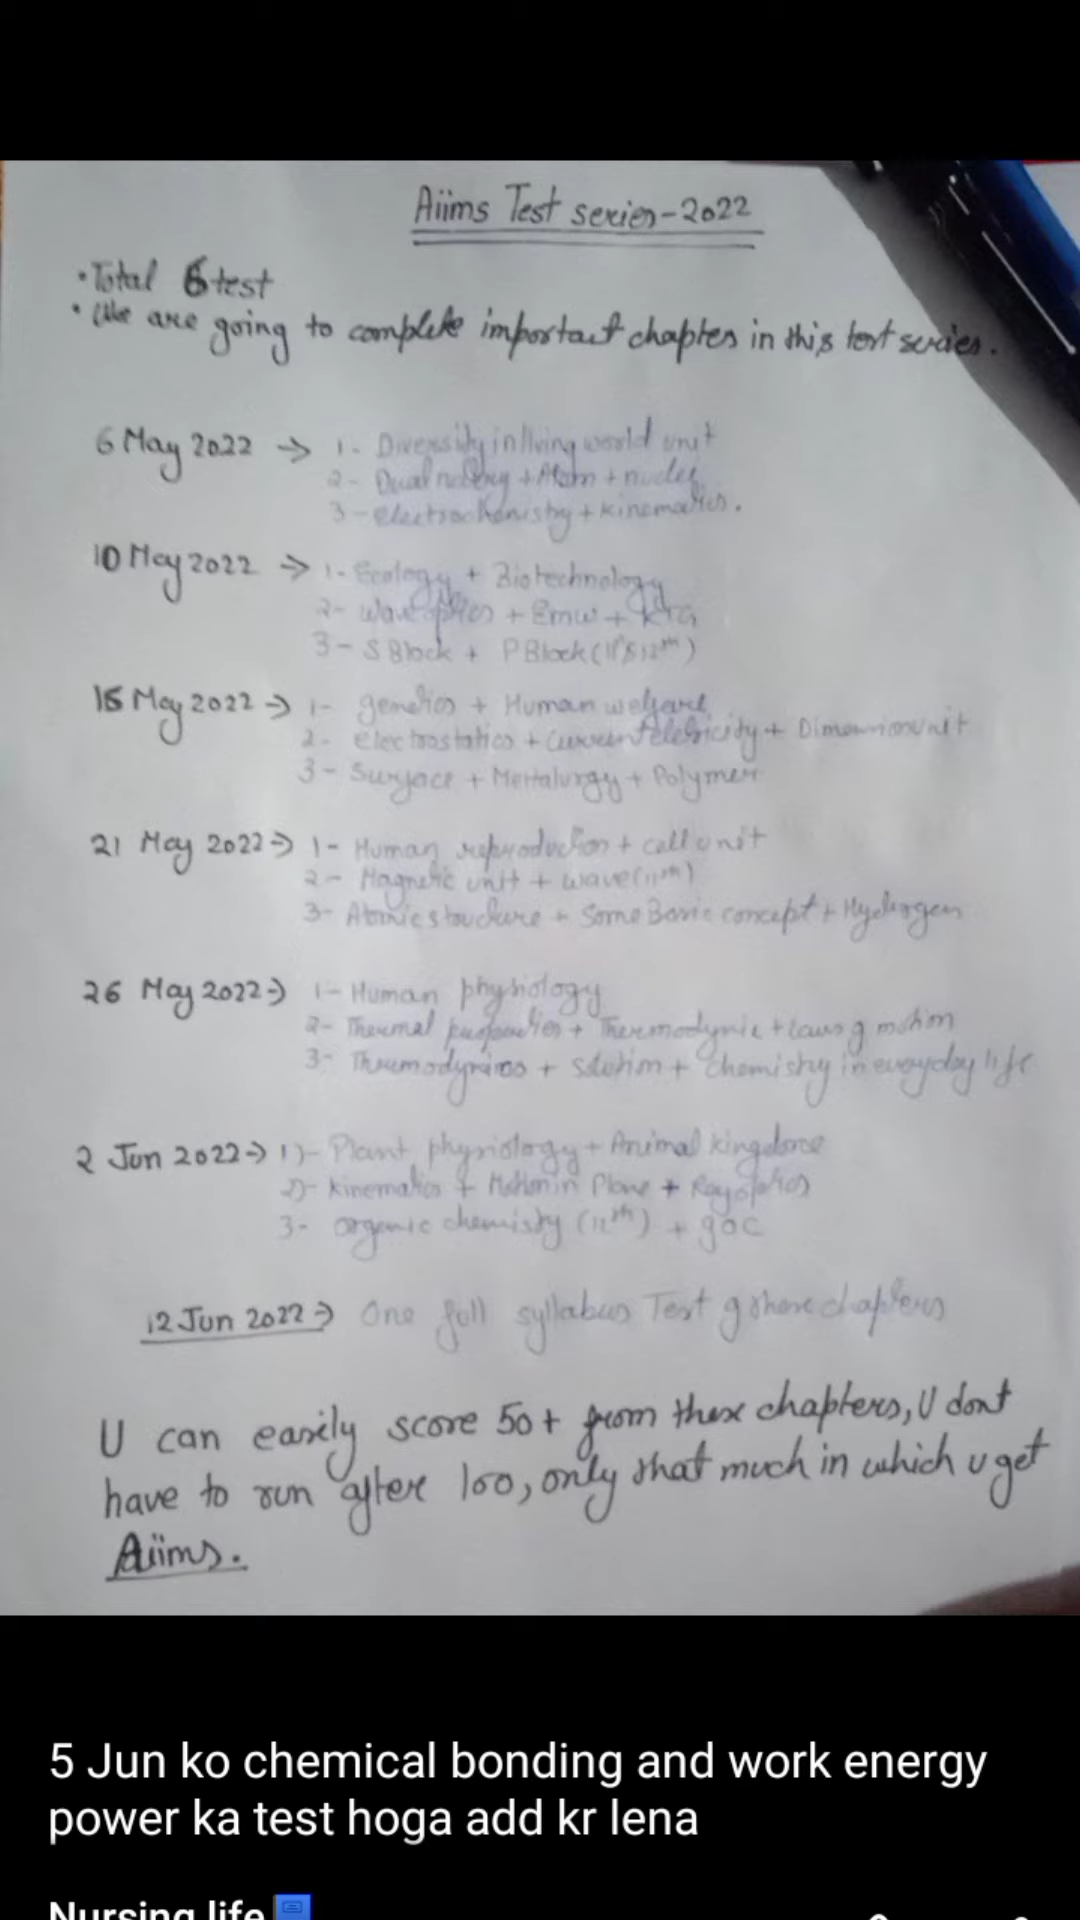 Aiims Test series-2022
• Total 6 test
• We are going to complete important chapters in this test series.
6 May 2022 → 1- Diversity in living world unit
2- Dual nature + Atom + nuclei
3- electrochemistry + kinematics.
10 May 2022 → 1- Ecology + Biotechnology
2- wave optics + Emw + KTG
3- S Block + P Block (11th & 12th)
15 May 2022 → 1- genetics + Human welfare
2- electrostatics + Current elecricity + Dimension unit
3- Surface + Mettalurgy + Polymer
21 May 2022 → 1- Human reproduction + cell unit
2- Magnetic unit + wave (11th)
3- Atomic structure + Some Basic concept + Hydrogen
26 May 2022 → 1- Human physiology
2- Thermal properties + Thermodynic + laws of motion
3- Thermodynamics + Solution + Chemistry in everyday life
2 Jun 2022 → 1)- Plant physiology + Animal kingdom
2)- kinematics + Motion in Plane + Ray optics
3- organic chemistry (12th) + goc
12 Jun 2022 → One full syllabus Test of these chapters
U can easily score 50+ from these chapters, U dont
have to run after 100, only that much in which u get
Aiims.
5 Jun ko chemical bonding and work energy
power ka test hoga add kr lena
Nursing life